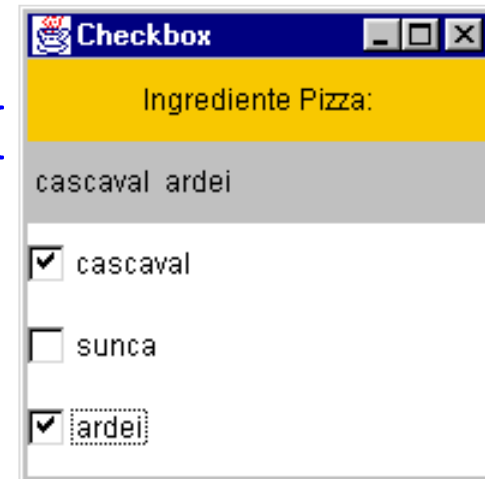 Checkbox
Ingrediente Pizza:
cascaval ardei
cascaval
sunca
ardei